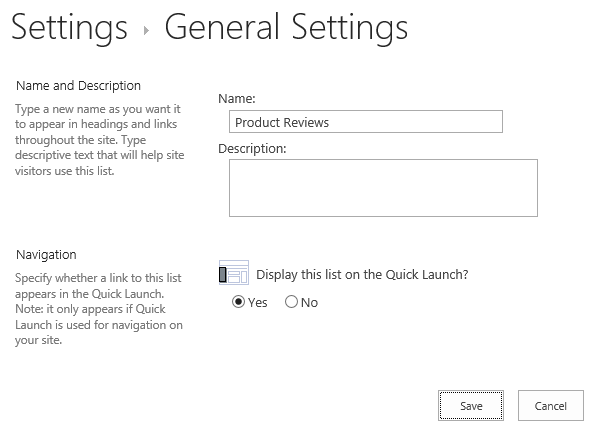 Settings ▸ General Settings
Name and Description
Type a new name as you want it
to appear in headings and links
throughout the site. Type
descriptive text that will help site
visitors use this list.
Name:
Product Reviews
Description:
Navigation
Specify whether a link to this list
appears in the Quick Launch.
Note: it only appears if Quick
Launch is used for navigation on
your site.
Display this list on the Quick Launch?
Yes No
Save Cancel